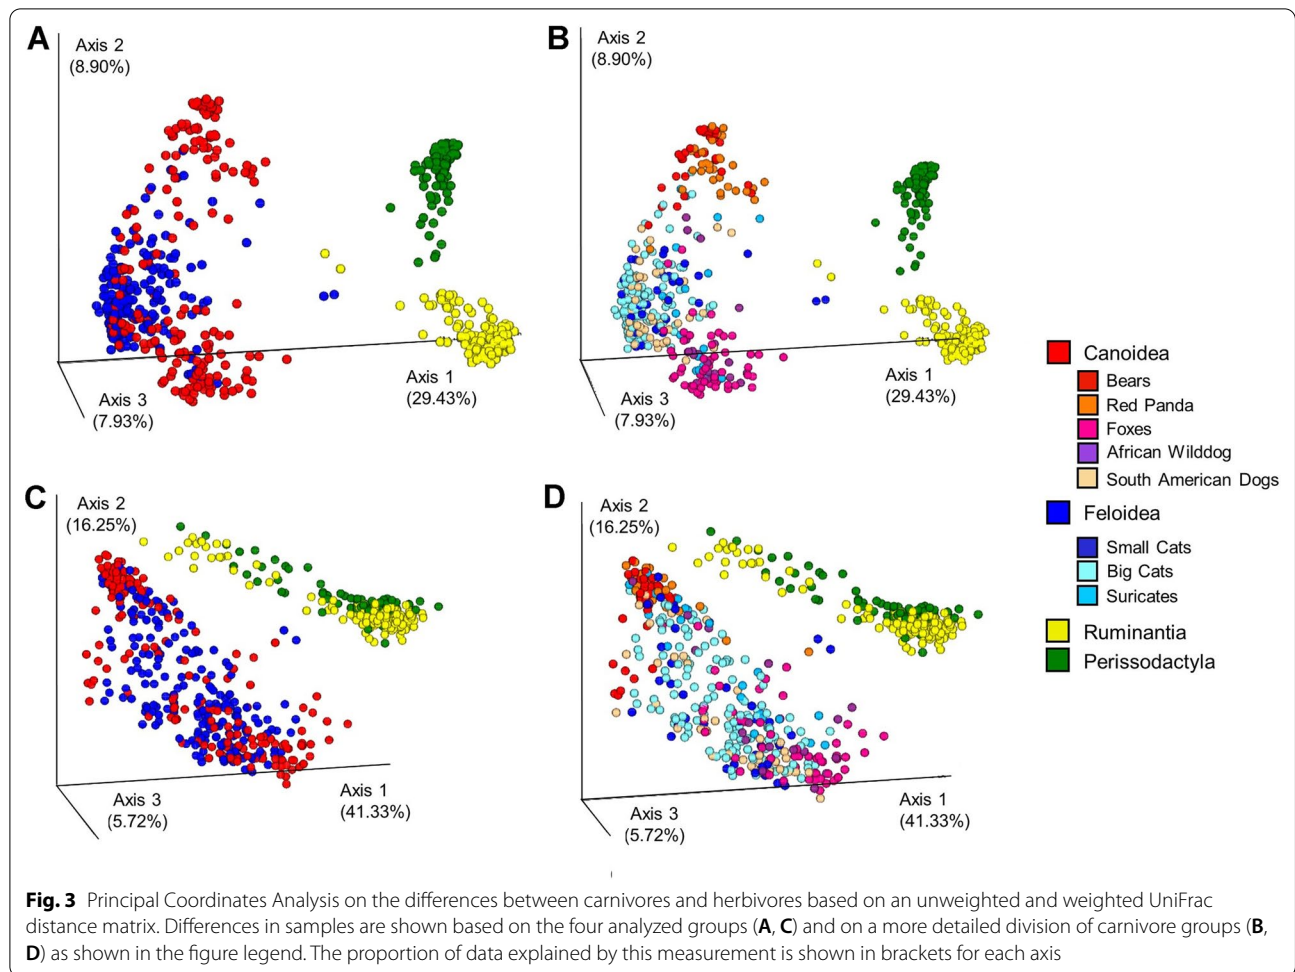 A
Axis 2
(8.90%)
Axis 1
(29.43%)
Axis 3
(7.93%)
B
Axis 2
(8.90%)
Axis 1
(29.43%)
Axis 3
(7.93%)
C
Axis 2
(16.25%)
Axis 1
(41.33%)
Axis 3
(5.72%)
D
Axis 2
(16.25%)
Axis 1
(41.33%)
Axis 3
(5.72%)
Canoidea
Bears
Red Panda
Foxes
African Wilddog
South American Dogs
Feloidea
Small Cats
Big Cats
Suricates
Ruminantia
Perissodactyla
Fig. 3 Principal Coordinates Analysis on the differences between carnivores and herbivores based on an unweighted and weighted UniFrac
distance matrix. Differences in samples are shown based on the four analyzed groups (A, C) and on a more detailed division of carnivore groups (B,
D) as shown in the figure legend. The proportion of data explained by this measurement is shown in brackets for each axis